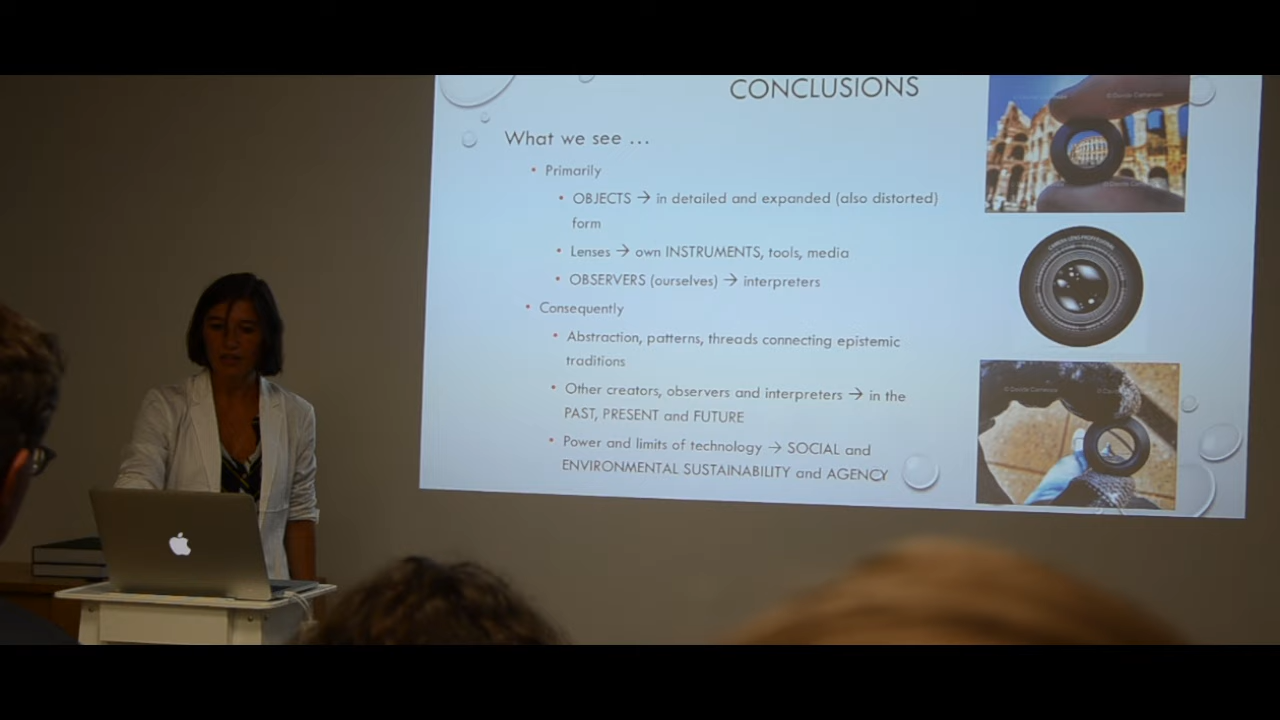 CONCLUSIONS
What we see ...
• Primarily
• OBJECTS → in detailed and expanded (also distorted)
form
• Lenses → own INSTRUMENTS, tools, media
• OBSERVERS (ourselves) → interpreters
• Consequently
• Abstraction, patterns, threads connecting epistemic
traditions
• Other creators, observers and interpreters → in the
PAST, PRESENT and FUTURE
• Power and limits of technology → SOCIAL and
ENVIRONMENTAL SUSTAINABILITY and AGENCY